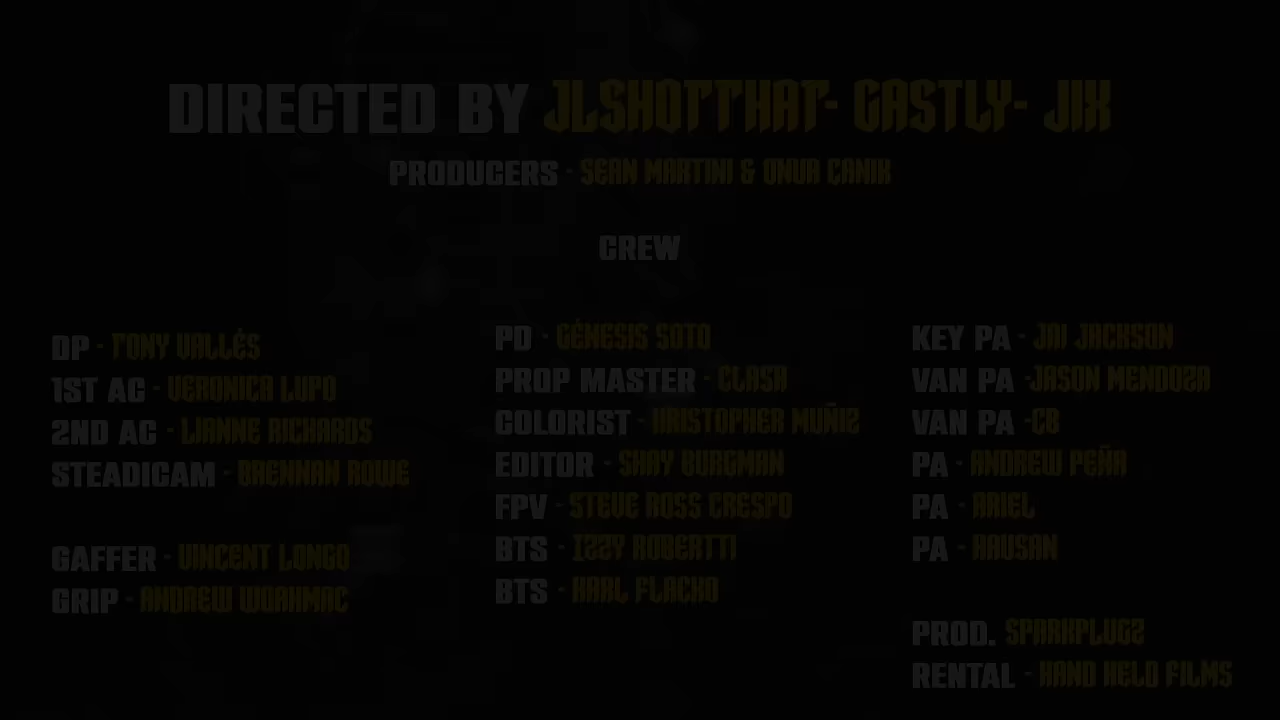 DIRECTED BY JLSHOTTHAT- GASTLY- JIX
PRODUCERS - SEAN MARTINI & ONUR CANIK
CREW
DP - TONY VALLÉS
1ST AC - VERONICA LUPO
2ND AC - LIANNE RICHARDS
STEADICAM - BRENNAN ROWE
GAFFER - VINCENT LONGO
GRIP - ANDREW WORKMAC
PD - GÉNESIS SOTO
PROP MASTER - CLASH
COLORIST - KRISTOPHER MUÑIZ
EDITOR - SHAY BURGMAN
FPV - STEVE ROSS CRESPO
BTS - IZZY ROBERTTI
BTS - KARL FLACKO
KEY PA - JAI JACKSON
VAN PA -JASON MENDOZA
VAN PA -CB
PA - ANDREW PEÑA
PA - ARIEL
PA - HAUSAN
PROD. SPARKPLUGZ
RENTAL - HAND HELD FILMS